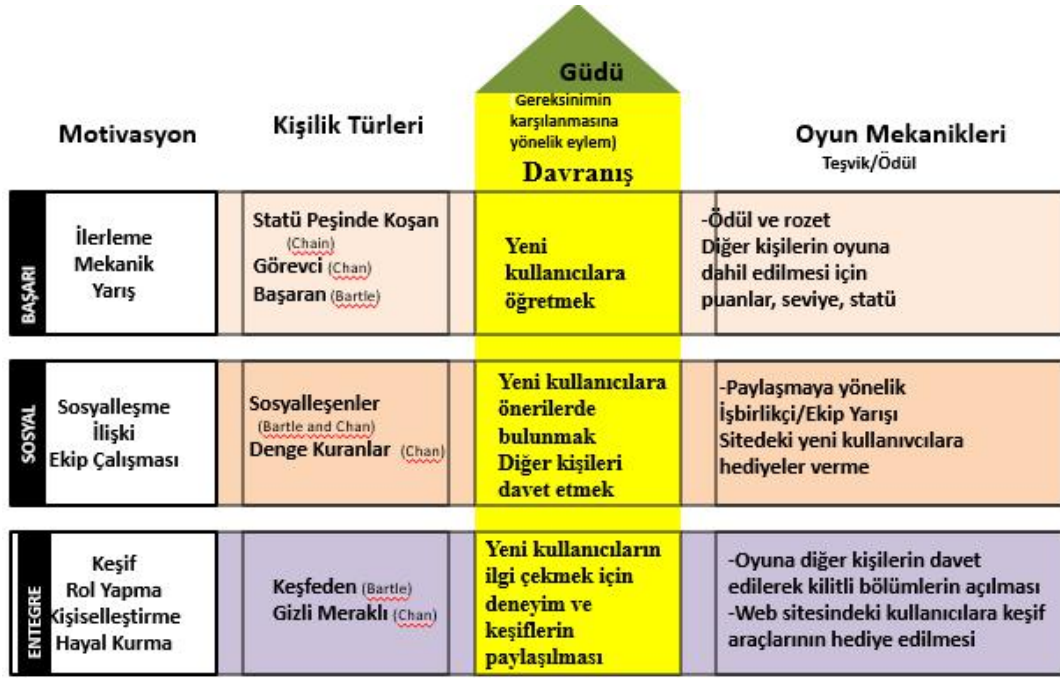 Güdü
(Gereksinimin
karşılanmasına
yönelik eylem)
Davranış
Motivasyon
Kişilik Türleri
Oyun Mekanikleri
Teşvik/Ödül
BAŞARI
İlerleme
Mekanik
Yarış
Statü Peşinde Koşan
(Chain)
Görevci (Chan)
Başaran (Bartle)
Yeni
kullanıcılara
öğretmek
-Ödül ve rozet
Diğer kişilerin oyuna
dahil edilmesi için
puanlar, seviye, statü
SOSYAL
Sosyalleşme
İlişki
Ekip Çalışması
Sosyalleşenler
(Bartle and Chan)
Denge Kuranlar (Chan)
Yeni kullanıcılara
önerilerde
bulunmak
Diğer kişileri
davet etmek
-Paylaşmaya yönelik
İşbirlikçi/Ekip Yarışı
Sitedeki yeni kullanıvcılara
hediyeler verme
ENTEGRE
Keşif
Rol Yapma
Kişiselleştirme
Hayal Kurma
Keşfeden (Bartle)
Gizli Meraklı (Chan)
Yeni kullanıcıların
ilgi çekmek için
deneyim ve
keşiflerin
paylaşılması
-Oyuna diğer kişilerin davet
edilerek kilitli bölümlerin açılması
-Web sitesindeki kullanıcılara keşif
araçlarının hediye edilmesi